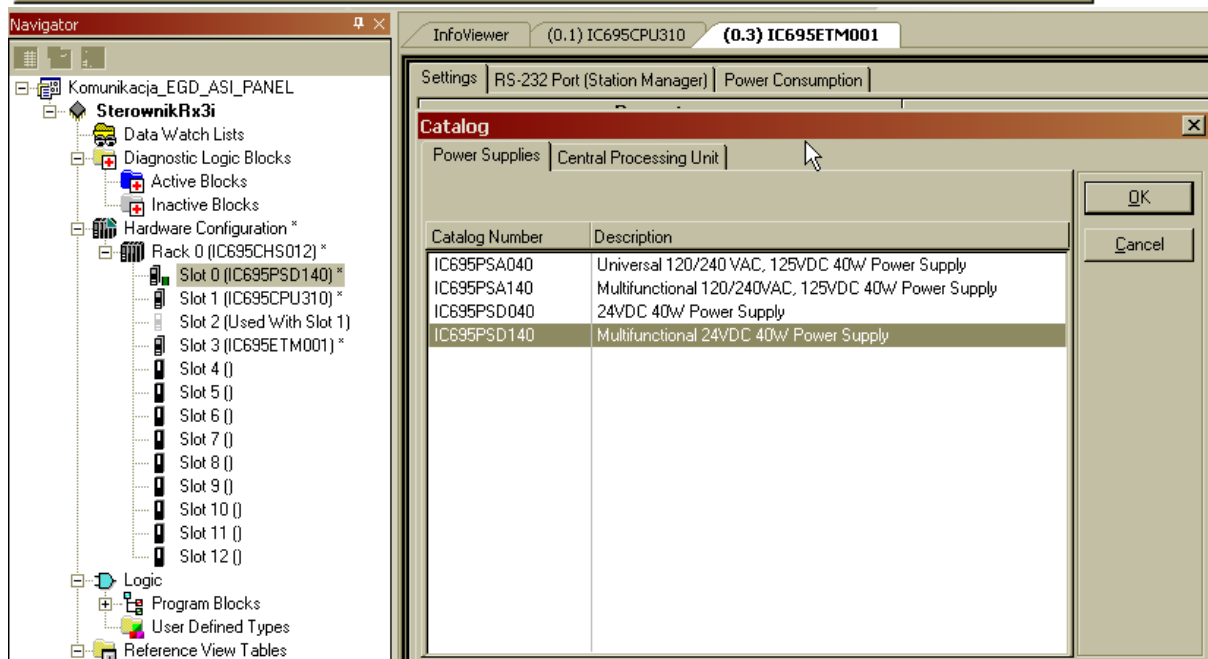 Navigator
Komunikacja_EGD_ASI_PANEL
SterownikRx3i
Data Watch Lists
Diagnostic Logic Blocks
Active Blocks
Inactive Blocks
Hardware Configuration *
Rack 0 (IC695CHS012) *
Slot 0 (IC695PSD140) *
Slot 1 (IC695CPU310) *
Slot 2 (Used With Slot 1)
Slot 3 (IC695ETM001) *
Slot 4 ()
Slot 5 ()
Slot 6 ()
Slot 7 ()
Slot 8 ()
Slot 9 ()
Slot 10 ()
Slot 11 ()
Slot 12 ()
Logic
Program Blocks
User Defined Types
Reference View Tables
InfoViewer (0.1) IC695CPU310 (0.3) IC695ETM001
Settings RS-232 Port (Station Manager) Power Consumption
Catalog
Power Supplies Central Processing Unit
OK
Cancel
Catalog Number Description
IC695PSA040 Universal 120/240 VAC, 125VDC 40W Power Supply
IC695PSA140 Multifunctional 120/240VAC, 125VDC 40W Power Supply
IC695PSD040 24VDC 40W Power Supply
IC695PSD140 Multifunctional 24VDC 40W Power Supply